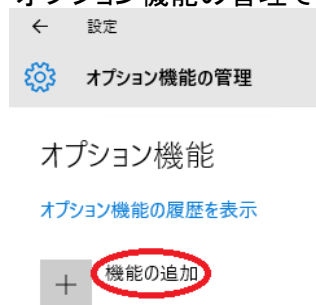 オプション機能の管理で
← 設定
オプション機能の管理
オプション機能
オプション機能の履歴を表示
+ 機能の追加